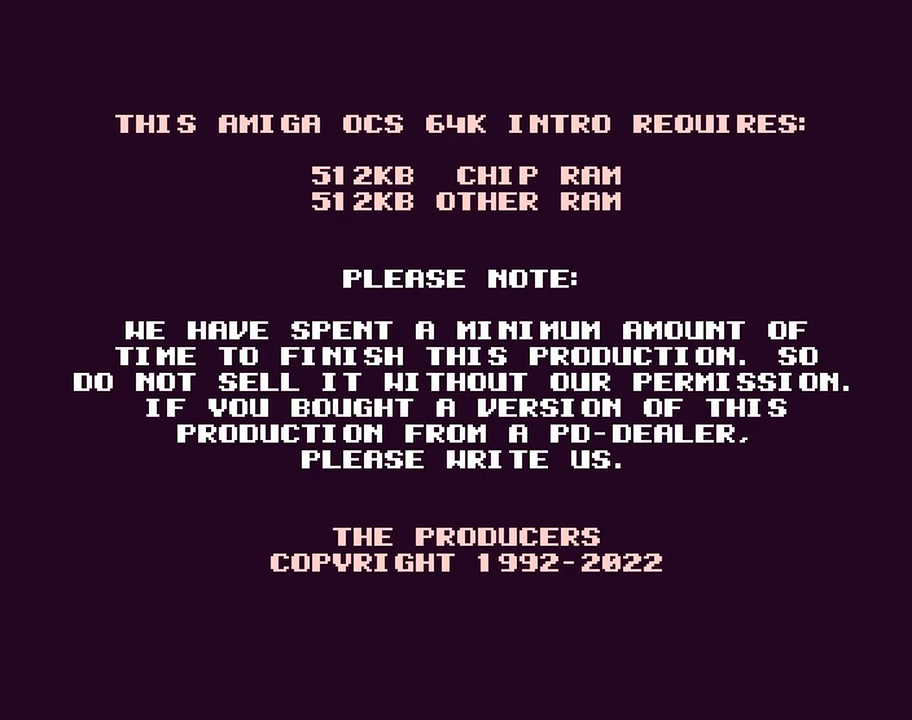 THIS AMIGA OCS 64K INTRO REQUIRES:
512KB CHIP RAM
512KB OTHER RAM
PLEASE NOTE:
WE HAVE SPENT A MINIMUM AMOUNT OF
TIME TO FINISH THIS PRODUCTION. SO
DO NOT SELL IT WITHOUT OUR PERMISSION.
IF YOU BOUGHT A VERSION OF THIS
PRODUCTION FROM A PD-DEALER,
PLEASE WRITE US.
THE PRODUCERS
COPYRIGHT 1992-2022